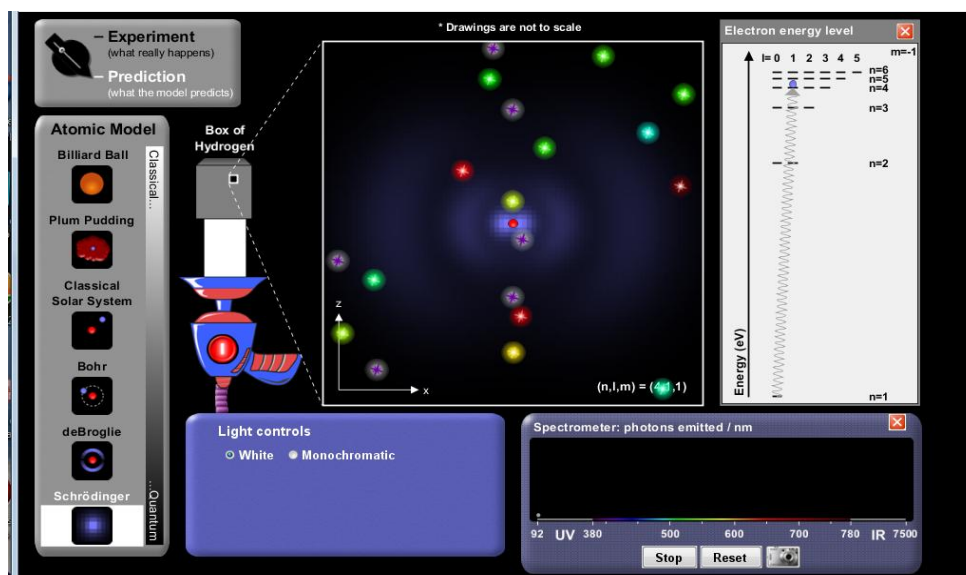 Experiment
(what really happens)
Prediction
(what the model predicts)
* Drawings are not to scale
Electron energy level
l= 0 1 2 3 4 5
m=-1
n=6
n=5
n=4
n=3
n=2
n=1
Energy (eV)
Atomic Model
Billiard Ball
Plum Pudding
Classical
Solar System
Bohr
deBroglie
Schrödinger
Classical...
...Quantum
Box of
Hydrogen
z
x
(n,l,m) = (4,1,1)
Light controls
White
Monochromatic
Spectrometer: photons emitted / nm
92 UV 380 500 600 700 780 IR 7500
Stop
Reset